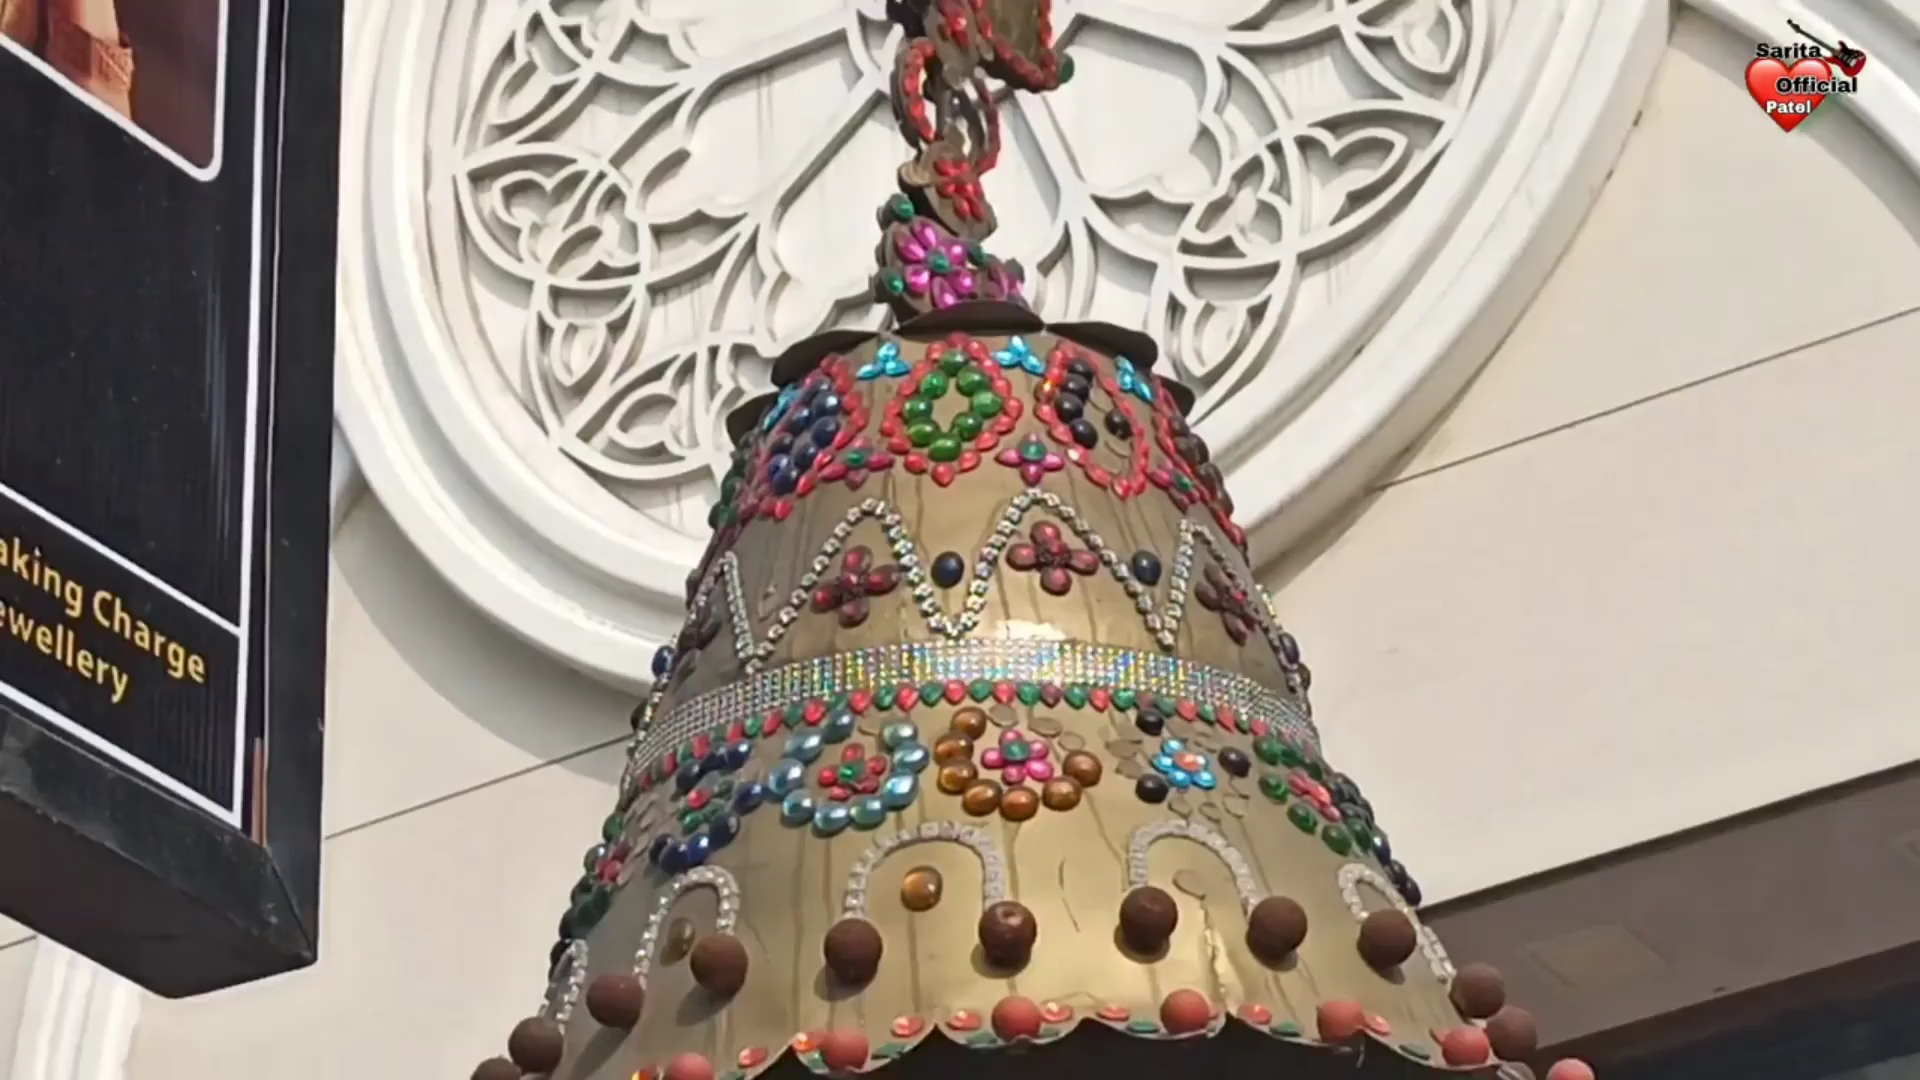 aking Charge
ewellery
Sarita
Official
Patel